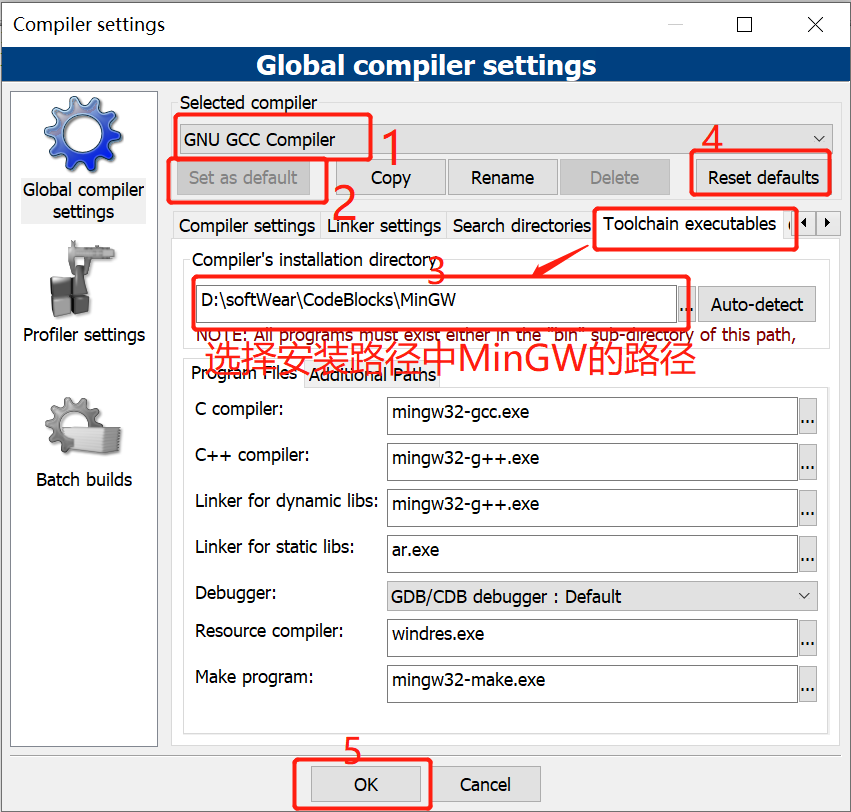 Compiler settings
Global compiler settings
Selected compiler
GNU GCC Compiler
1
4
Set as default
Copy
Rename
Delete
Reset defaults
2
Global compiler
settings
Compiler settings
Linker settings
Search directories
Toolchain executables
Compiler's installation directory
3
D:\softWear\CodeBlocks\MinGW
...
Auto-detect
NOTE: All programs must exist either in the "bin" sub-directory of this path,
选择安装路径中MinGW的路径
Profiler settings
Program Files
Additional Paths
C compiler:
mingw32-gcc.exe
...
C++ compiler:
mingw32-g++.exe
...
Batch builds
Linker for dynamic libs:
mingw32-g++.exe
...
Linker for static libs:
ar.exe
...
Debugger:
GDB/CDB debugger : Default
Resource compiler:
windres.exe
...
Make program:
mingw32-make.exe
...
5
OK
Cancel